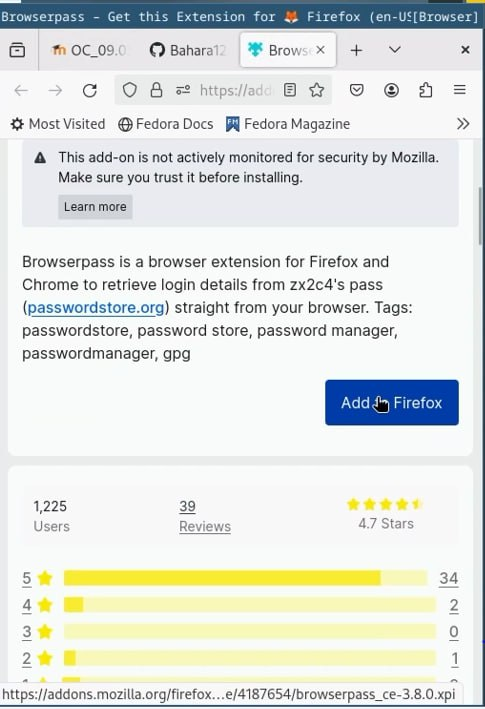 Browserpass – Get this Extension for 🦊 Firefox (en-US[Browser]
OC_09.0
Bahara12
Brows
https://add
Most Visited
Fedora Docs
Fedora Magazine
This add-on is not actively monitored for security by Mozilla.
Make sure you trust it before installing.
Learn more
Browserpass is a browser extension for Firefox and
Chrome to retrieve login details from zx2c4's pass
(passwordstore.org) straight from your browser. Tags:
passwordstore, password store, password manager,
passwordmanager, gpg
Add to Firefox
1,225
Users
39
Reviews
4.7 Stars
5
34
4
2
3
0
2
1
https://addons.mozilla.org/firefox…e/4187654/browserpass_ce-3.8.0.xpi